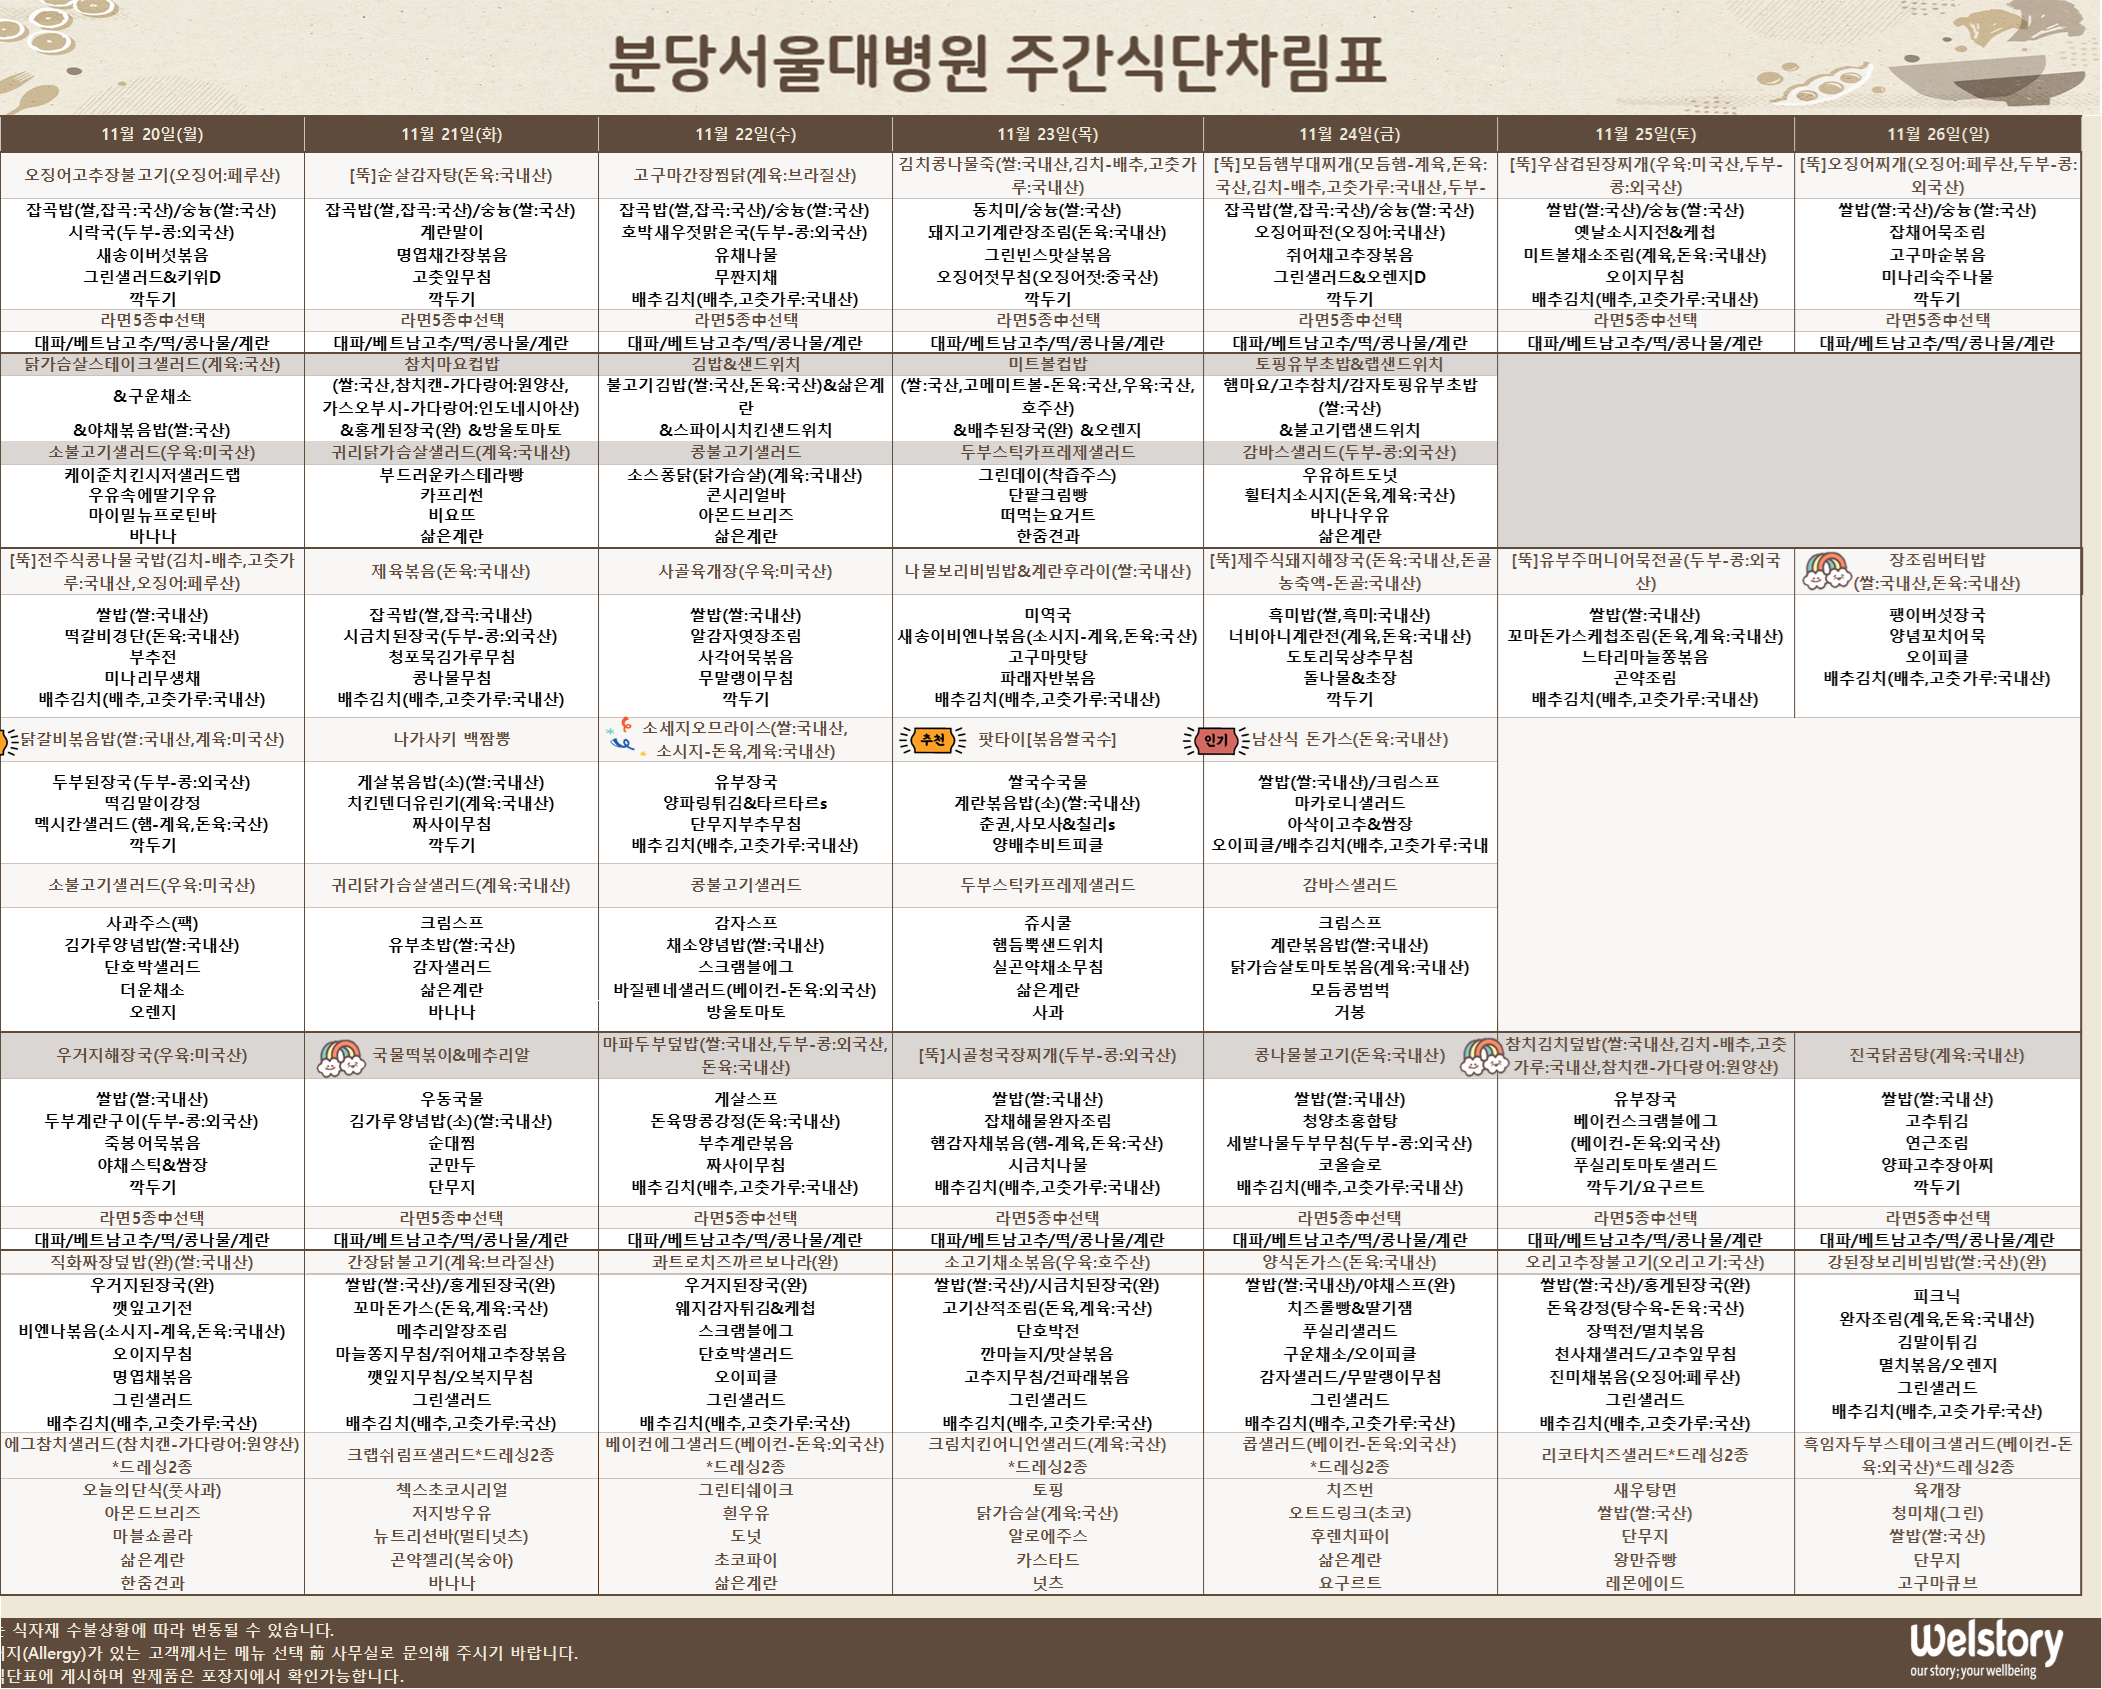 분당서울대병원 주간식단차림표
11월 20일(월)
11월 21일(화)
11월 22일(수)
11월 23일(목)
11월 24일(금)
11월 25일(토)
11월 26일(일)
오징어고추장불고기(오징어:페루산)
[뚝]순살감자탕(돈육:국내산)
고구마간장찜닭(계육:브라질산)
김치콩나물죽(쌀:국내산,김치-배추,고춧가
루:국내산)
[뚝]모듬햄부대찌개(모듬햄-계육,돈육:
국산,김치-배추,고춧가루:국내산,두부-
[뚝]우삼겹된장찌개(우육:미국산,두부-
콩:외국산)
[뚝]오징어찌개(오징어:페루산,두부-콩:
외국산)
잡곡밥(쌀,잡곡:국산)/숭늉(쌀:국산)
시락국(두부-콩:외국산)
새송이버섯볶음
그린샐러드&키위D
깍두기
잡곡밥(쌀,잡곡:국산)/숭늉(쌀:국산)
계란말이
명엽채간장볶음
고춧잎무침
깍두기
잡곡밥(쌀,잡곡:국산)/숭늉(쌀:국산)
호박새우젓맑은국(두부-콩:외국산)
유채나물
무짠지채
배추김치(배추,고춧가루:국내산)
동치미/숭늉(쌀:국산)
돼지고기계란장조림(돈육:국내산)
그린빈스맛살볶음
오징어젓무침(오징어젓:중국산)
깍두기
잡곡밥(쌀,잡곡:국산)/숭늉(쌀:국산)
오징어파전(오징어:국내산)
쥐어채고추장볶음
그린샐러드&오렌지D
깍두기
쌀밥(쌀:국산)/숭늉(쌀:국산)
옛날소시지전&케첩
미트볼채소조림(계육,돈육:국내산)
오이지무침
배추김치(배추,고춧가루:국내산)
쌀밥(쌀:국산)/숭늉(쌀:국산)
잡채어묵조림
고구마순볶음
미나리숙주나물
깍두기
라면5종中선택
라면5종中선택
라면5종中선택
라면5종中선택
라면5종中선택
라면5종中선택
라면5종中선택
대파/베트남고추/떡/콩나물/계란
대파/베트남고추/떡/콩나물/계란
대파/베트남고추/떡/콩나물/계란
대파/베트남고추/떡/콩나물/계란
대파/베트남고추/떡/콩나물/계란
대파/베트남고추/떡/콩나물/계란
대파/베트남고추/떡/콩나물/계란
닭가슴살스테이크샐러드(계육:국산)
참치마요컵밥
김밥&샌드위치
미트볼컵밥
토핑유부초밥&랩샌드위치
&구운채소
&야채볶음밥(쌀:국산)
(쌀:국산,참치캔-가다랑어:원양산,
가스오부시-가다랑어:인도네시아산)
&홍게된장국(완) &방울토마토
불고기김밥(쌀:국산,돈육:국산)&삶은계
란
&스파이시치킨샌드위치
(쌀:국산,고메미트볼-돈육:국산,우육:국산,
호주산)
&배추된장국(완) &오렌지
햄마요/고추참치/감자토핑유부초밥
(쌀:국산)
&불고기랩샌드위치
소불고기샐러드(우육:미국산)
귀리닭가슴살샐러드(계육:국내산)
콩불고기샐러드
두부스틱카프레제샐러드
감바스샐러드(두부-콩:외국산)
케이준치킨시저샐러드랩
우유속에딸기우유
마이밀뉴프로틴바
바나나
부드러운카스테라빵
카프리썬
비요뜨
삶은계란
소스퐁닭(닭가슴살)(계육:국내산)
콘시리얼바
아몬드브리즈
삶은계란
그린데이(착즙주스)
단팥크림빵
떠먹는요거트
한줌견과
우유하트도넛
휠터치소시지(돈육,계육:국산)
바나나우유
삶은계란
[뚝]전주식콩나물국밥(김치-배추,고춧가
루:국내산,오징어:페루산)
제육볶음(돈육:국내산)
사골육개장(우육:미국산)
나물보리비빔밥&계란후라이(쌀:국내산)
[뚝]제주식돼지해장국(돈육:국내산,돈골
농축액-돈골:국내산)
[뚝]유부주머니어묵전골(두부-콩:외국
산)
장조림버터밥
(쌀:국내산,돈육:국내산)
쌀밥(쌀:국내산)
떡갈비경단(돈육:국내산)
부추전
미나리무생채
배추김치(배추,고춧가루:국내산)
잡곡밥(쌀,잡곡:국내산)
시금치된장국(두부-콩:외국산)
청포묵김가루무침
콩나물무침
배추김치(배추,고춧가루:국내산)
쌀밥(쌀:국내산)
알감자엿장조림
사각어묵볶음
무말랭이무침
깍두기
미역국
새송이비엔나볶음(소시지-계육,돈육:국산)
고구마맛탕
파래자반볶음
배추김치(배추,고춧가루:국내산)
흑미밥(쌀,흑미:국내산)
너비아니계란전(계육,돈육:국내산)
도토리묵상추무침
돌나물&초장
깍두기
쌀밥(쌀:국내산)
꼬마돈가스케첩조림(돈육,계육:국내산)
느타리마늘쫑볶음
곤약조림
배추김치(배추,고춧가루:국내산)
팽이버섯장국
양념꼬치어묵
오이피클
배추김치(배추,고춧가루:국내산)
닭갈비볶음밥(쌀:국내산,계육:미국산)
나가사키 백짬뽕
소세지오므라이스(쌀:국내산,
소시지-돈육,계육:국내산)
추천
팟타이[볶음쌀국수]
인기
남산식 돈가스(돈육:국내산)
두부된장국(두부-콩:외국산)
떡김말이강정
멕시칸샐러드(햄-계육,돈육:국산)
깍두기
게살볶음밥(소)(쌀:국내산)
치킨텐더유린기(계육:국내산)
짜사이무침
깍두기
유부장국
양파링튀김&타르타르s
단무지부추무침
배추김치(배추,고춧가루:국내산)
쌀국수국물
계란볶음밥(소)(쌀:국내산)
춘권,사모사&칠리s
양배추비트피클
쌀밥(쌀:국내산)/크림스프
마카로니샐러드
아삭이고추&쌈장
오이피클/배추김치(배추,고춧가루:국내
소불고기샐러드(우육:미국산)
귀리닭가슴살샐러드(계육:국내산)
콩불고기샐러드
두부스틱카프레제샐러드
감바스샐러드
사과주스(팩)
김가루양념밥(쌀:국내산)
단호박샐러드
더운채소
오렌지
크림스프
유부초밥(쌀:국산)
감자샐러드
삶은계란
바나나
감자스프
채소양념밥(쌀:국내산)
스크램블에그
바질펜네샐러드(베이컨-돈육:외국산)
방울토마토
쥬시쿨
햄듬뿍샌드위치
실곤약채소무침
삶은계란
사과
크림스프
계란볶음밥(쌀:국내산)
닭가슴살토마토볶음(계육:국내산)
모듬콩범벅
거봉
우거지해장국(우육:미국산)
국물떡볶이&메추리알
마파두부덮밥(쌀:국내산,두부-콩:외국산,
돈육:국내산)
[뚝]시골청국장찌개(두부-콩:외국산)
콩나물불고기(돈육:국내산)
참치김치덮밥(쌀:국내산,김치-배추,고춧
가루:국내산,참치캔-가다랑어:원양산)
진국닭곰탕(계육:국내산)
쌀밥(쌀:국내산)
두부계란구이(두부-콩:외국산)
죽봉어묵볶음
야채스틱&쌈장
깍두기
우동국물
김가루양념밥(소)(쌀:국내산)
순대찜
군만두
단무지
게살스프
돈육땅콩강정(돈육:국내산)
부추계란볶음
짜사이무침
배추김치(배추,고춧가루:국내산)
쌀밥(쌀:국내산)
잡채해물완자조림
햄감자채볶음(햄-계육,돈육:국산)
시금치나물
배추김치(배추,고춧가루:국내산)
쌀밥(쌀:국내산)
청양초홍합탕
세발나물두부무침(두부-콩:외국산)
코올슬로
배추김치(배추,고춧가루:국내산)
유부장국
베이컨스크램블에그
(베이컨-돈육:외국산)
푸실리토마토샐러드
깍두기/요구르트
쌀밥(쌀:국내산)
고추튀김
연근조림
양파고추장아찌
깍두기
라면5종中선택
라면5종中선택
라면5종中선택
라면5종中선택
라면5종中선택
라면5종中선택
라면5종中선택
대파/베트남고추/떡/콩나물/계란
대파/베트남고추/떡/콩나물/계란
대파/베트남고추/떡/콩나물/계란
대파/베트남고추/떡/콩나물/계란
대파/베트남고추/떡/콩나물/계란
대파/베트남고추/떡/콩나물/계란
대파/베트남고추/떡/콩나물/계란
직화짜장덮밥(완)(쌀:국내산)
간장닭불고기(계육:브라질산)
콰트로치즈까르보나라(완)
소고기채소볶음(우육:호주산)
양식돈가스(돈육:국내산)
오리고추장불고기(오리고기:국산)
강된장보리비빔밥(쌀:국산)(완)
우거지된장국(완)
깻잎고기전
비엔나볶음(소시지-계육,돈육:국내산)
오이지무침
명엽채볶음
그린샐러드
배추김치(배추,고춧가루:국산)
쌀밥(쌀:국산)/홍게된장국(완)
꼬마돈가스(돈육,계육:국산)
메추리알장조림
마늘쫑지무침/쥐어채고추장볶음
깻잎지무침/오복지무침
그린샐러드
배추김치(배추,고춧가루:국산)
우거지된장국(완)
웨지감자튀김&케첩
스크램블에그
단호박샐러드
오이피클
그린샐러드
배추김치(배추,고춧가루:국산)
쌀밥(쌀:국산)/시금치된장국(완)
고기산적조림(돈육,계육:국산)
단호박전
깐마늘지/맛살볶음
고추지무침/건파래볶음
그린샐러드
배추김치(배추,고춧가루:국산)
쌀밥(쌀:국내산)/야채스프(완)
치즈롤빵&딸기잼
푸실리샐러드
구운채소/오이피클
감자샐러드/무말랭이무침
그린샐러드
배추김치(배추,고춧가루:국산)
쌀밥(쌀:국산)/홍게된장국(완)
돈육강정(탕수육-돈육:국산)
장떡전/멸치볶음
천사채샐러드/고추잎무침
진미채볶음(오징어:페루산)
그린샐러드
배추김치(배추,고춧가루:국산)
피크닉
완자조림(계육,돈육:국내산)
김말이튀김
멸치볶음/오렌지
그린샐러드
배추김치(배추,고춧가루:국산)
에그참치샐러드(참치캔-가다랑어:원양산)
*드레싱2종
크랩쉬림프샐러드*드레싱2종
베이컨에그샐러드(베이컨-돈육:외국산)
*드레싱2종
크림치킨어니언샐러드(계육:국산)
*드레싱2종
콥샐러드(베이컨-돈육:외국산)
*드레싱2종
리코타치즈샐러드*드레싱2종
흑임자두부스테이크샐러드(베이컨-돈
육:외국산)*드레싱2종
오늘의단식(풋사과)
아몬드브리즈
마블쇼콜라
삶은계란
한줌견과
첵스초코시리얼
저지방우유
뉴트리션바(멀티넛츠)
곤약젤리(복숭아)
바나나
그린티쉐이크
흰우유
도넛
초코파이
삶은계란
토핑
닭가슴살(계육:국산)
알로에주스
카스타드
넛츠
치즈번
오트드링크(초코)
후렌치파이
삶은계란
요구르트
새우탕면
쌀밥(쌀:국산)
단무지
왕만쥬빵
레몬에이드
육개장
청미채(그린)
쌀밥(쌀:국산)
단무지
고구마큐브
식자재 수불상황에 따라 변동될 수 있습니다.
지(Allergy)가 있는 고객께서는 메뉴 선택 前 사무실로 문의해 주시기 바랍니다.
단표에 게시하며 완제품은 포장지에서 확인가능합니다.
welstory
our story; your wellbeing